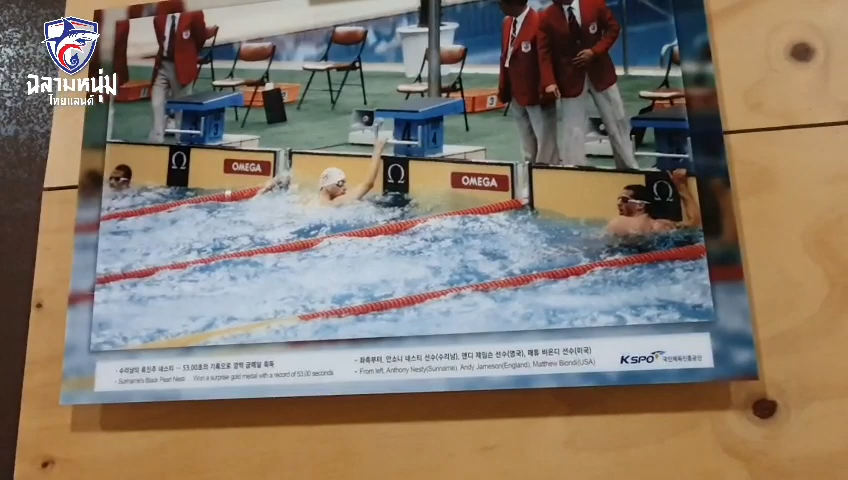 ฉลามหนุ่ม
ไทยแลนด์
Ω
OMEGA
Ω
OMEGA
Ω
- 수리남의 흑진주 네스티 - 53.00초의 기록으로 깜짝 금메달 획득
- Suriname's Black Pearl Nesti Won a surprise gold medal with a record of 53.00 seconds
- 좌측부터, 안소니 네스티 선수(수리남), 앤디 제임슨 선수(영국), 매튜 비온디 선수(미국)
- From left, Anthony Nesty(Suriname), Andy Jameson(England), Matthew Biondi(USA)
KSPO 국민체육진흥공단